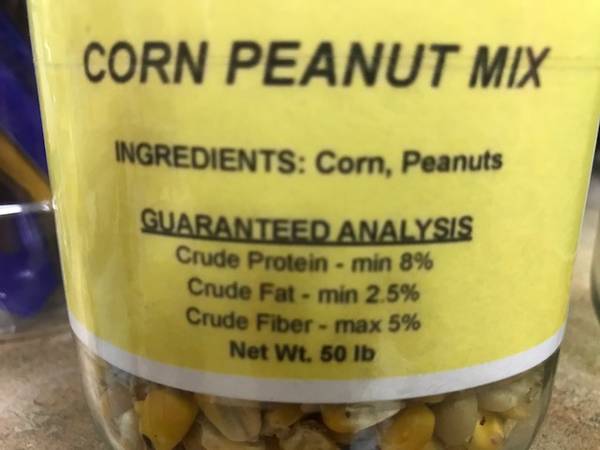 CORN PEANUT MIX
INGREDIENTS: Corn, Peanuts
GUARANTEED ANALYSIS
Crude Protein - min 8%
Crude Fat - min 2.5%
Crude Fiber - max 5%
Net Wt. 50 lb